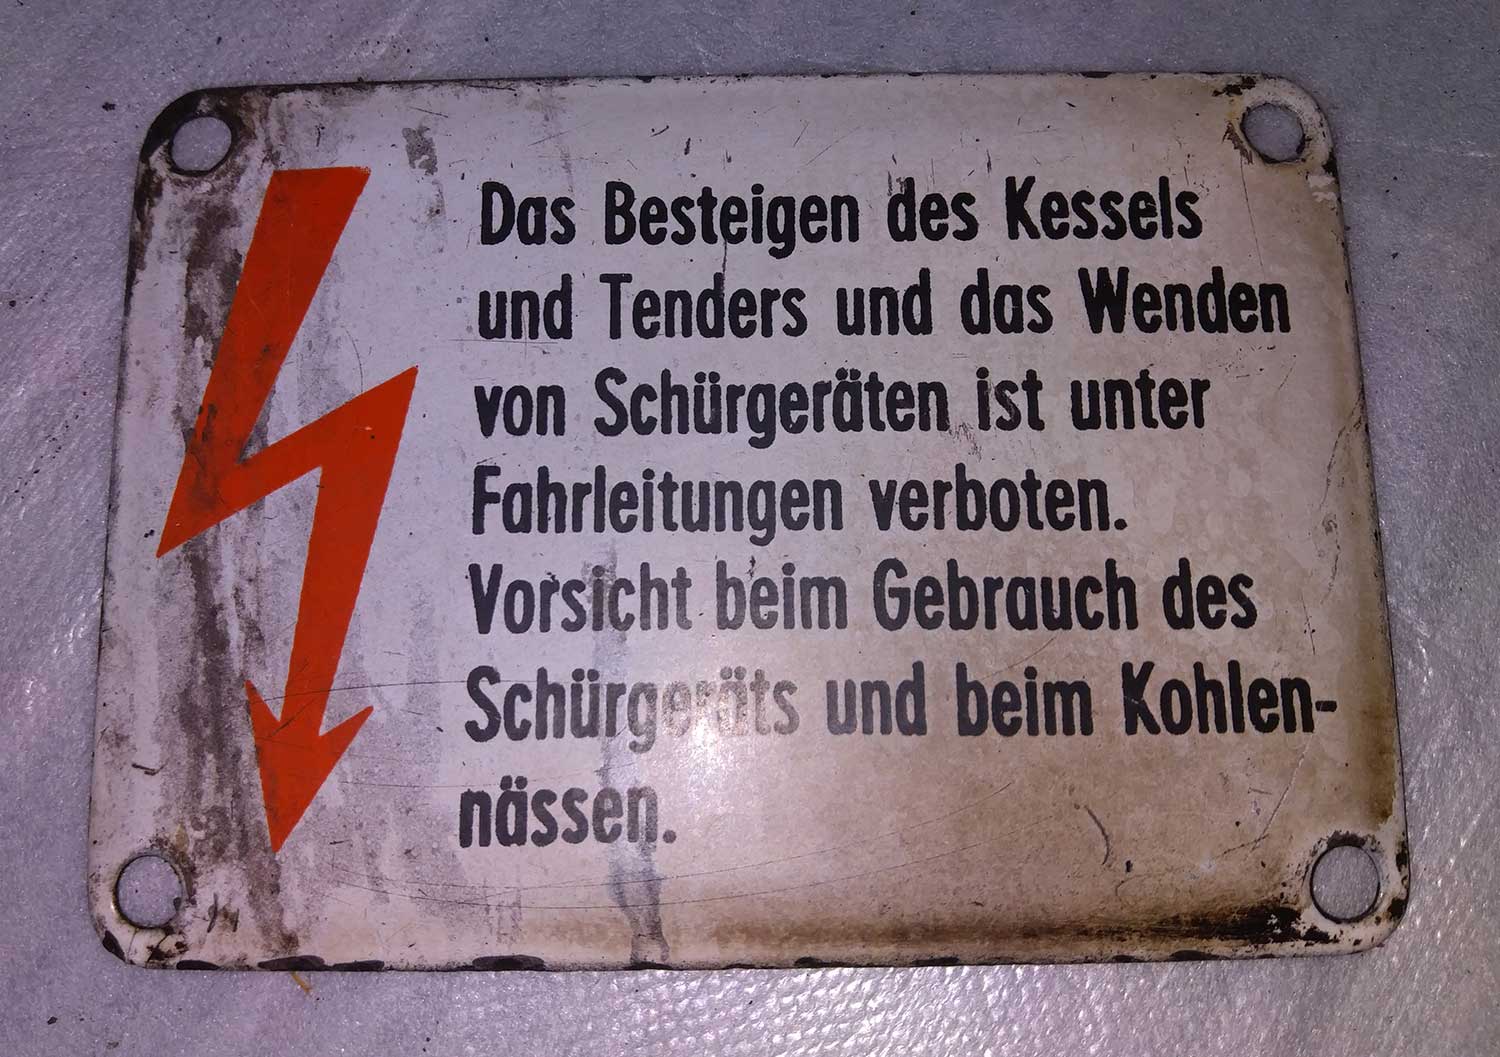 Das Besteigen des Kessels
und Tenders und das Wenden
von Schürgeräten ist unter
Fahrleitungen verboten.
Vorsicht beim Gebrauch des
Schürgeräts und beim Kohlen-
nässen.